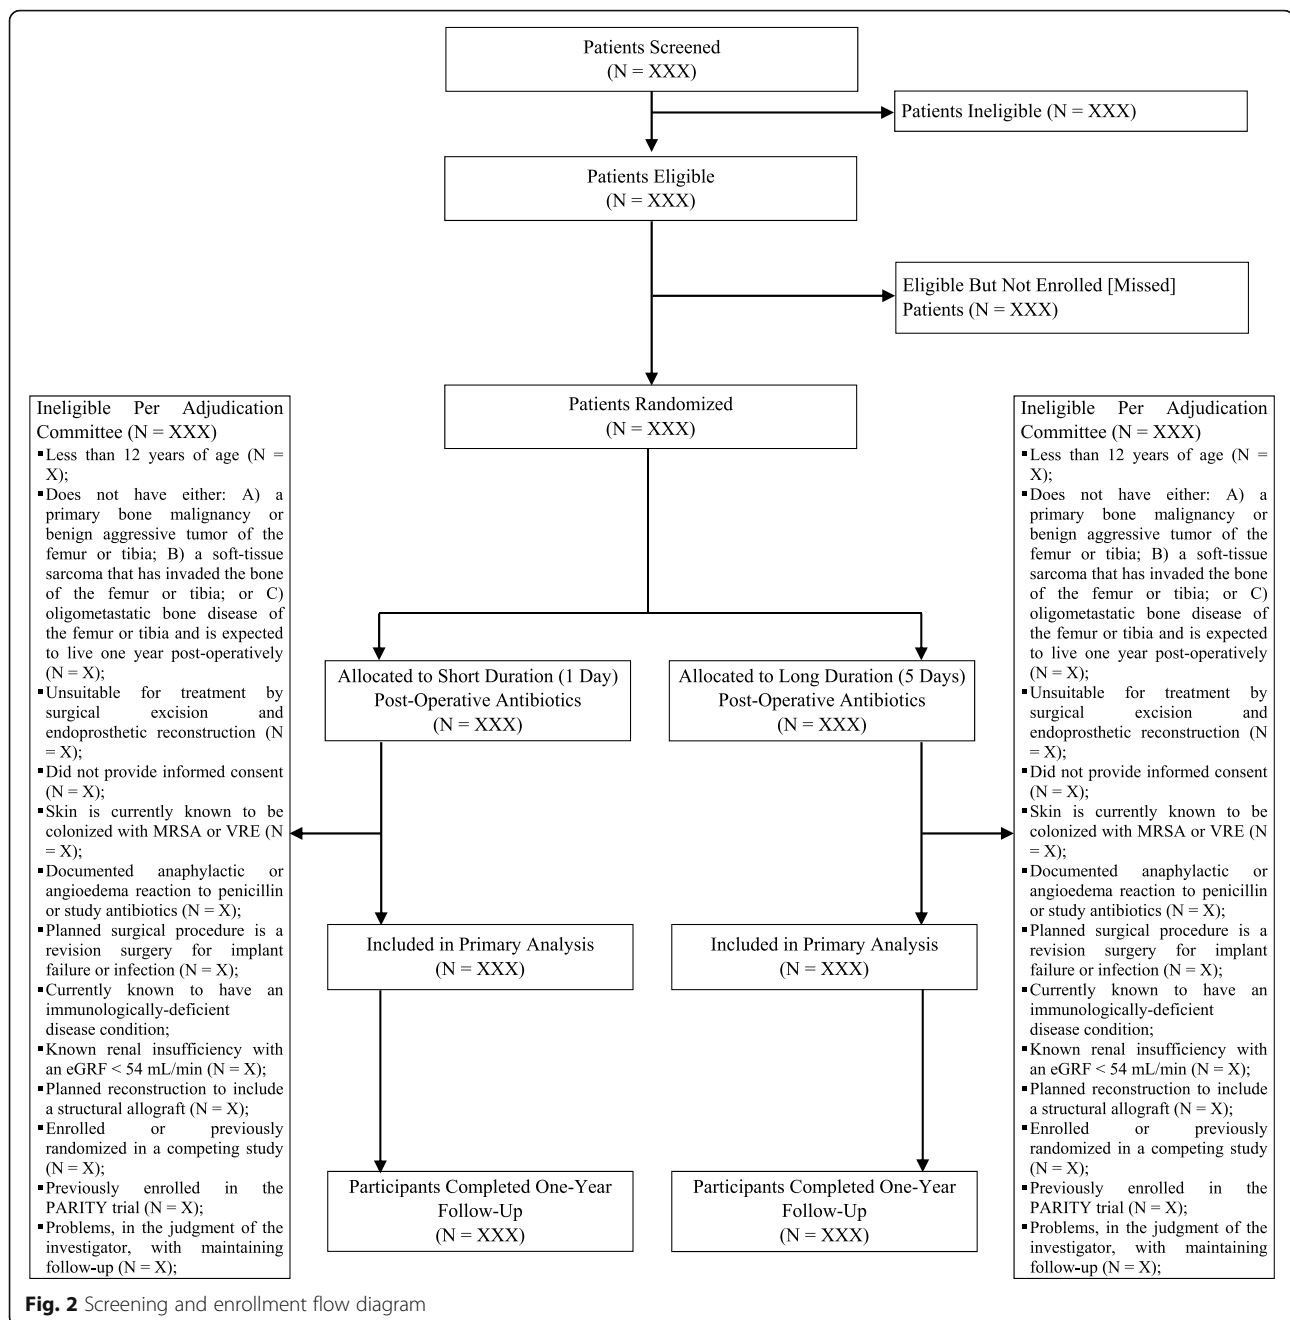 Patients Screened
(N = XXX)
Patients Ineligible (N = XXX)
Patients Eligible
(N = XXX)
Eligible But Not Enrolled [Missed]
Patients (N = XXX)
Patients Randomized
(N = XXX)
Ineligible Per Adjudication
Committee (N = XXX)
▪Less than 12 years of age (N =
X);
▪Does not have either: A) a
primary bone malignancy or
benign aggressive tumor of the
femur or tibia; B) a soft-tissue
sarcoma that has invaded the bone
of the femur or tibia; or C)
oligometastatic bone disease of
the femur or tibia and is expected
to live one year post-operatively
(N = X);
▪Unsuitable for treatment by
surgical excision and
endoprosthetic reconstruction (N
= X);
▪Did not provide informed consent
(N = X);
▪Skin is currently known to be
colonized with MRSA or VRE (N
= X);
▪Documented anaphylactic or
angioedema reaction to penicillin
or study antibiotics (N = X);
▪Planned surgical procedure is a
revision surgery for implant
failure or infection (N = X);
▪Currently known to have an
immunologically-deficient
disease condition;
▪Known renal insufficiency with
an eGRF < 54 mL/min (N = X);
▪Planned reconstruction to include
a structural allograft (N = X);
▪Enrolled or previously
randomized in a competing study
(N = X);
▪Previously enrolled in the
PARITY trial (N = X);
▪Problems, in the judgment of the
investigator, with maintaining
follow-up (N = X);
Allocated to Short Duration (1 Day)
Post-Operative Antibiotics
(N = XXX)
Allocated to Long Duration (5 Days)
Post-Operative Antibiotics
(N = XXX)
Included in Primary Analysis
(N = XXX)
Included in Primary Analysis
(N = XXX)
Participants Completed One-Year
Follow-Up
(N = XXX)
Participants Completed One-Year
Follow-Up
(N = XXX)
Ineligible Per Adjudication
Committee (N = XXX)
▪Less than 12 years of age (N =
X);
▪Does not have either: A) a
primary bone malignancy or
benign aggressive tumor of the
femur or tibia; B) a soft-tissue
sarcoma that has invaded the bone
of the femur or tibia; or C)
oligometastatic bone disease of
the femur or tibia and is expected
to live one year post-operatively
(N = X);
▪Unsuitable for treatment by
surgical excision and
endoprosthetic reconstruction (N
= X);
▪Did not provide informed consent
(N = X);
▪Skin is currently known to be
colonized with MRSA or VRE (N
= X);
▪Documented anaphylactic or
angioedema reaction to penicillin
or study antibiotics (N = X);
▪Planned surgical procedure is a
revision surgery for implant
failure or infection (N = X);
▪Currently known to have an
immunologically-deficient
disease condition;
▪Known renal insufficiency with
an eGRF < 54 mL/min (N = X);
▪Planned reconstruction to include
a structural allograft (N = X);
▪Enrolled or previously
randomized in a competing study
(N = X);
▪Previously enrolled in the
PARITY trial (N = X);
▪Problems, in the judgment of the
investigator, with maintaining
follow-up (N = X);
Fig. 2 Screening and enrollment flow diagram